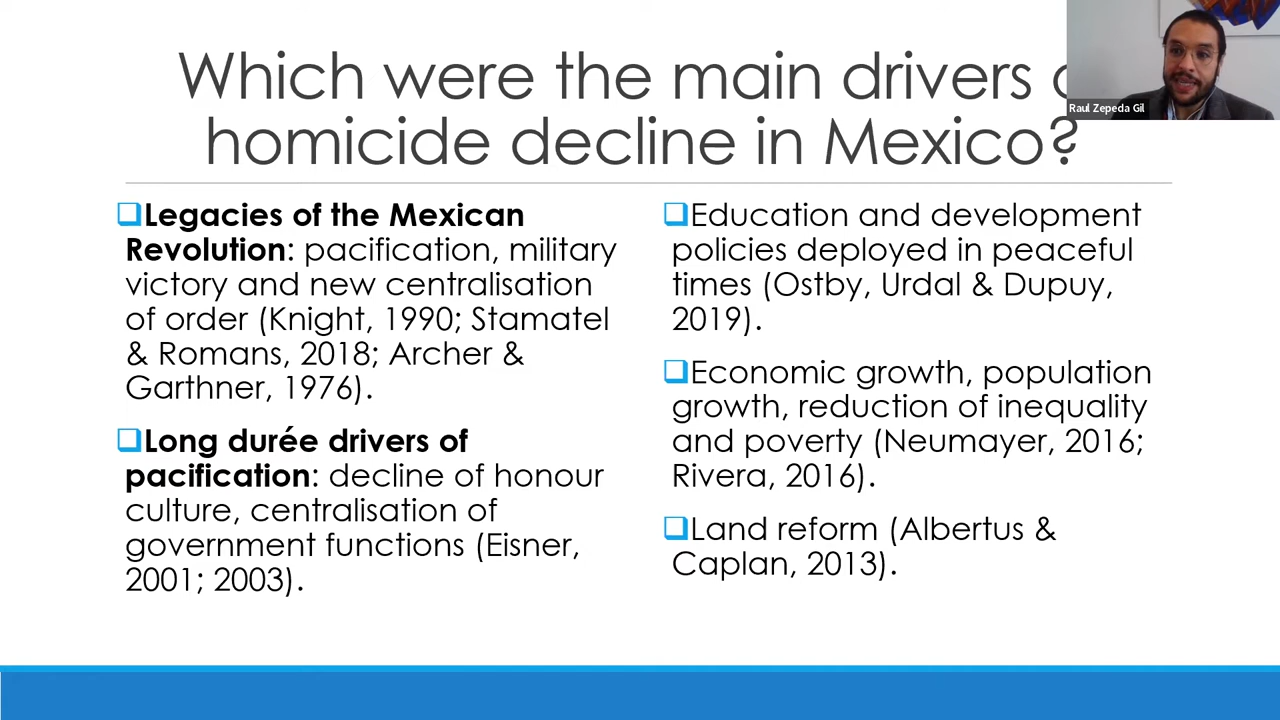 Which were the main drivers
homicide decline in Mexico?
Raul Zepeda Gil
❑Legacies of the Mexican
Revolution: pacification, military
victory and new centralisation
of order (Knight, 1990; Stamatel
& Romans, 2018; Archer &
Garthner, 1976).
❑Long durée drivers of
pacification: decline of honour
culture, centralisation of
government functions (Eisner,
2001; 2003).
❑Education and development
policies deployed in peaceful
times (Ostby, Urdal & Dupuy,
2019).
❑Economic growth, population
growth, reduction of inequality
and poverty (Neumayer, 2016;
Rivera, 2016).
❑Land reform (Albertus &
Caplan, 2013).